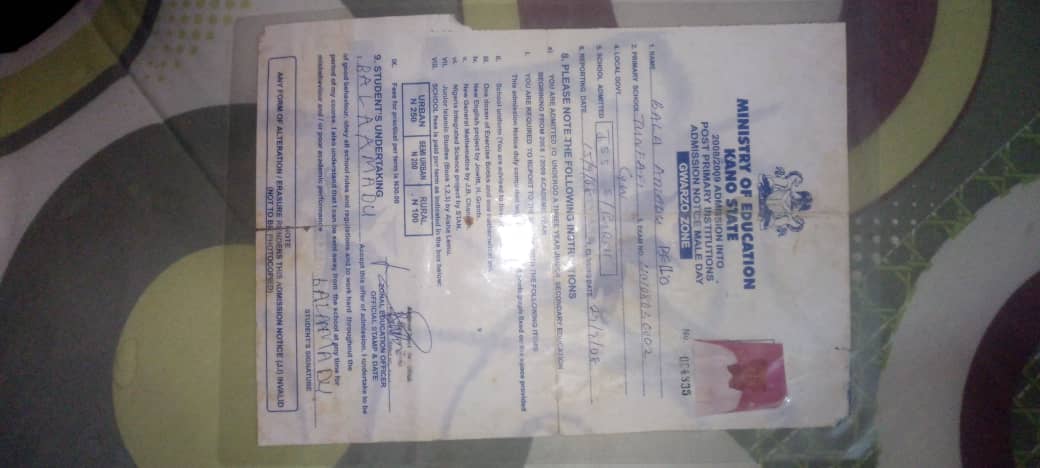 MINISTRY OF EDUCATION
KANO STATE
2008/2009 ADMISSION INTO
POST PRIMARY INSTITUTIONS
ADMISSION NOTICE MALE DAY
GWARZO ZONE
No.
1. NAME BALA AMADU BELLO
2. PRIMARY SCHOOL TUNFAFI 3. EXAM NO.
4. LOCAL GOVT. GW
5. SCHOOL ADMITTED
6. REPORTING DATE 15/9/08 7. CLOSING DATE 29/9/08
8. PLEASE NOTE THE FOLLOWING INSTRUCTIONS
a) YOU ARE ADMITTED TO UNDERGO A THREE YEAR JUNIOR SECONDARY EDUCATION
BEGINNING FROM 2008 / 2009 ACADEMIC YEAR
I. YOU ARE REQUIRED TO REPORT TO THE WITH THE FOLLOWING ITEMS
This admission Notice duly completed fixed on the space provided
II. School uniform (You are advised to
III. One dozen of Exercise Books and one mathematical set
IV. New English project by Jowitt, H. Grant
V. New General Mathematics by J.B. Channon
VI. Nigeria Integrated Science project by STAN.
VII. Junior Islamic Studies (Book 1,2,3) by Aisha Lemu.
VIII. SCHOOL fees is paid per term as indicated in the box below:
URBAN SEMI URBAN RURAL
N 250 N 200 N 100
IX. Fees for practical per term is N30.00
ZONAL EDUCATION OFFICER
OFFICIAL STAMP & DATE
9. STUDENT'S UNDERTAKING
I BALA AMADU Accept this offer of admission. I undertake to be
of good behaviour, obey all school rules and regulations and to work hard throughout the
period of my course. I also understand that I can be sent away from the school at any time for
misbehaviour and / or poor academic performance BALA AMADU
STUDENT'S SIGNATURE
NOTE
ANY FORM OF ALTERATION / ERASURE RENDERS THIS ADMISSION NOTICE (J.I) INVALID
(NOT TO BE PHOTOCOPIED)